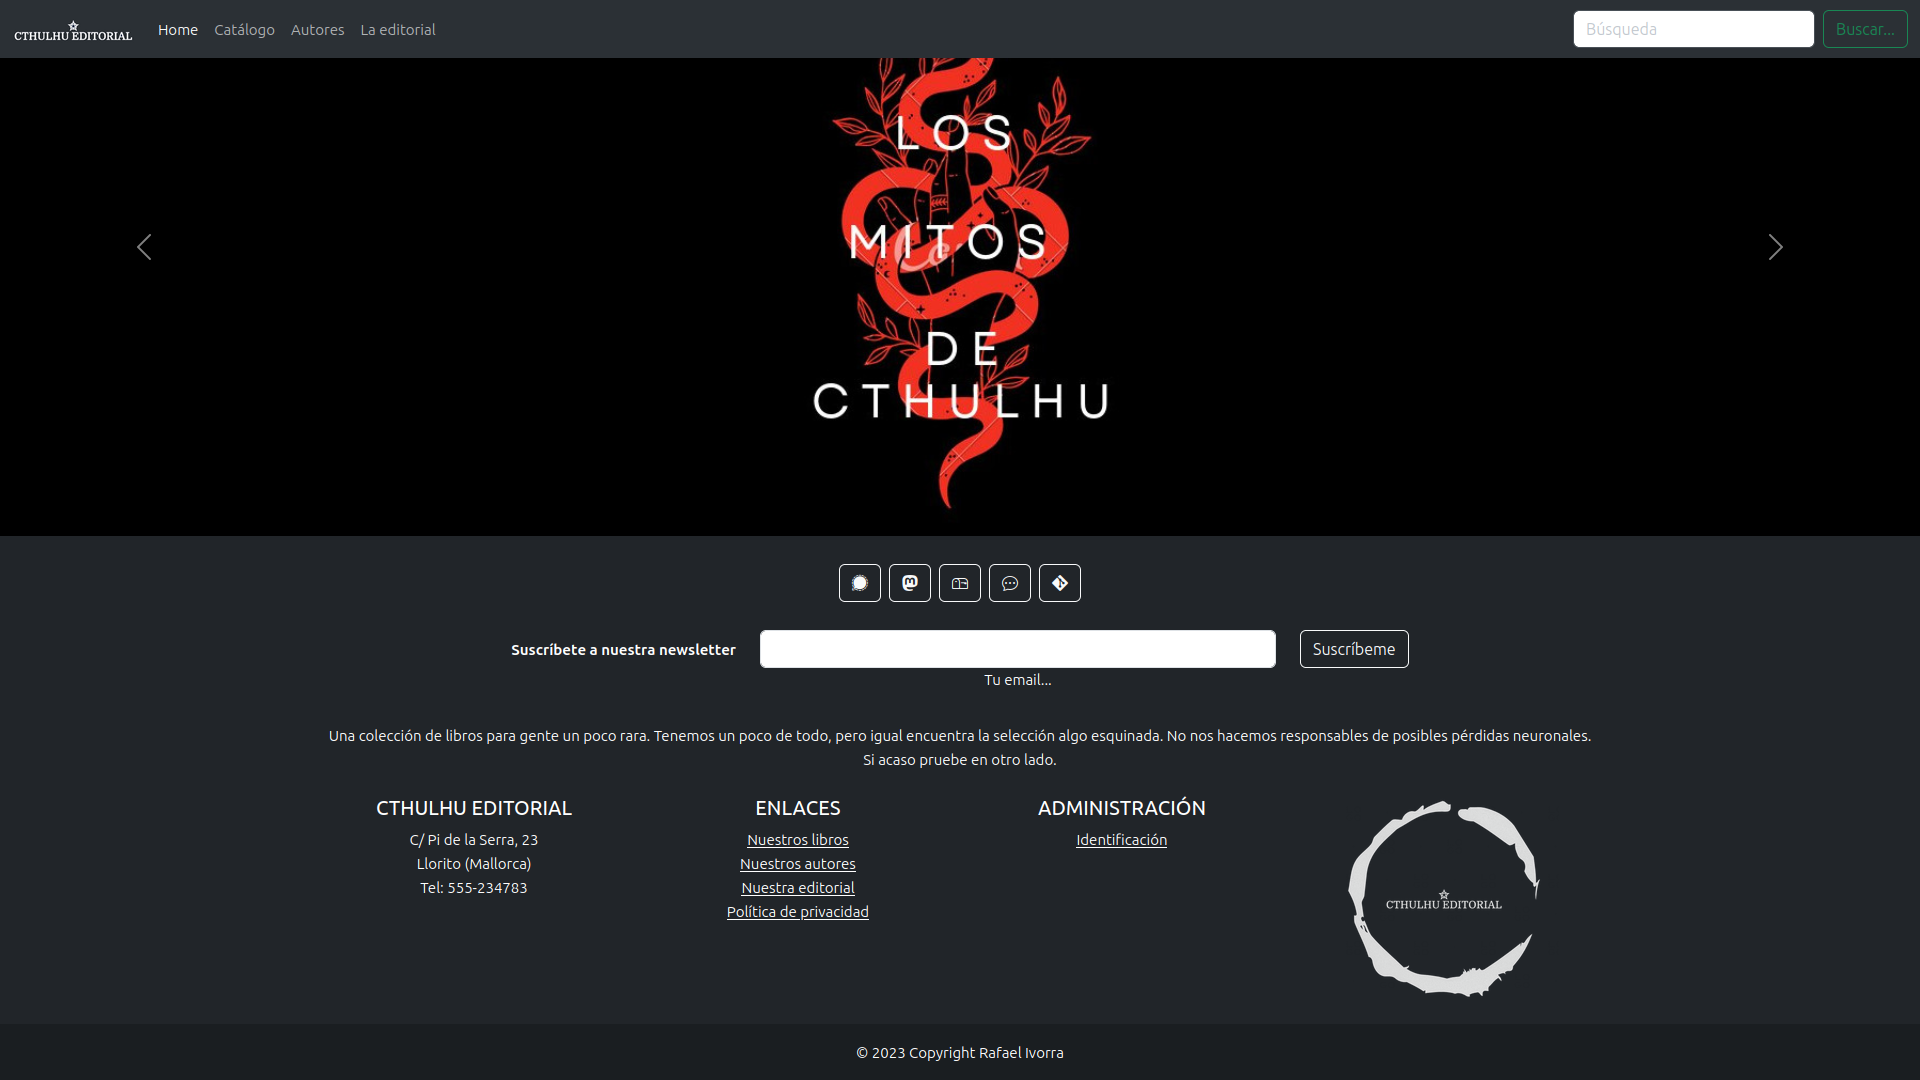 CTHULHU EDITORIAL
Home
Catálogo
Autores
La editorial
Búsqueda
Buscar...
LOS
MITOS
DE
CTHULHU
Suscríbete a nuestra newsletter
Suscríbeme
Tu email...
Una colección de libros para gente un poco rara. Tenemos un poco de todo, pero igual encuentra la selección algo esquinada. No nos hacemos responsables de posibles pérdidas neuronales.
Si acaso pruebe en otro lado.
CTHULHU EDITORIAL
C/ Pi de la Serra, 23
Llorito (Mallorca)
Tel: 555-234783
ENLACES
Nuestros libros
Nuestros autores
Nuestra editorial
Política de privacidad
ADMINISTRACIÓN
Identificación
CTHULHU EDITORIAL
© 2023 Copyright Rafael Ivorra